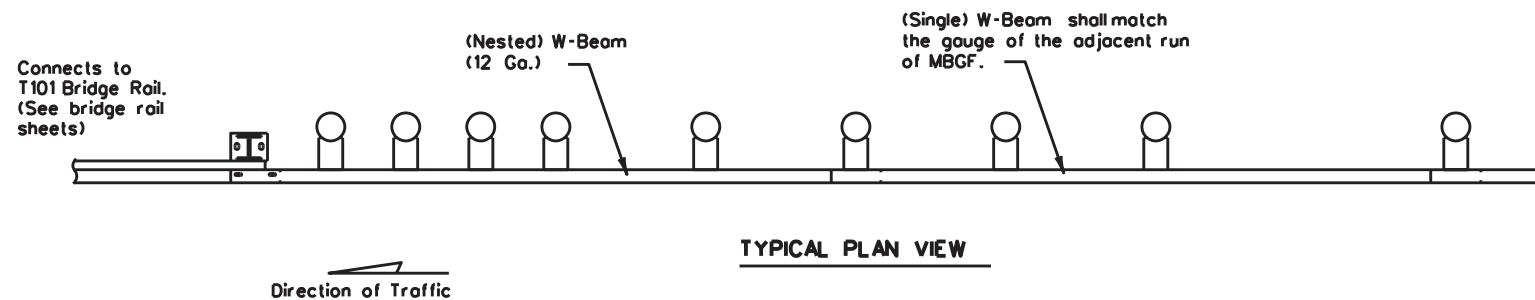 Connects to
T101 Bridge Rail.
(See bridge rail
sheets)
(Nested) W-Beam
(12 Ga.)
(Single) W-Beam shall match
the gauge of the adjacent run
of MBGF.
TYPICAL PLAN VIEW
Direction of Traffic